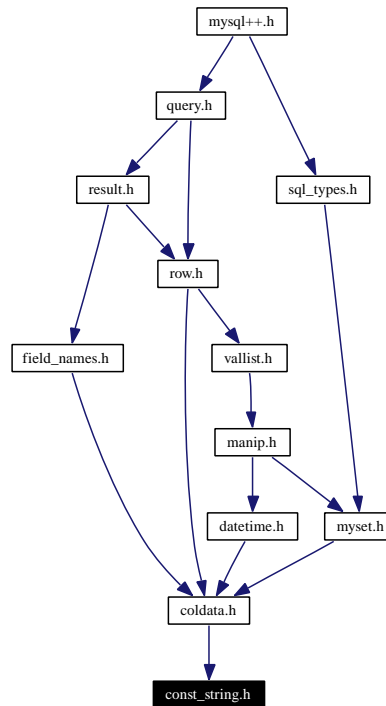 mysql++.h
query.h
result.h
sql_types.h
row.h
field_names.h
vallist.h
manip.h
datetime.h
myset.h
coldata.h
const_string.h